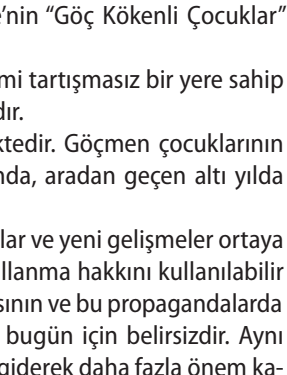 e’nin “Göç Kökenli Çocuklar”
mi tartışmasız bir yere sahip
dır.
ktedir. Göçmen çocuklarının
nda, aradan geçen altı yılda
lar ve yeni gelişmeler ortaya
ullanma hakkını kullanılabilir
sının ve bu propagandalarda
bugün için belirsizdir. Aynı
giderek daha fazla önem ka-